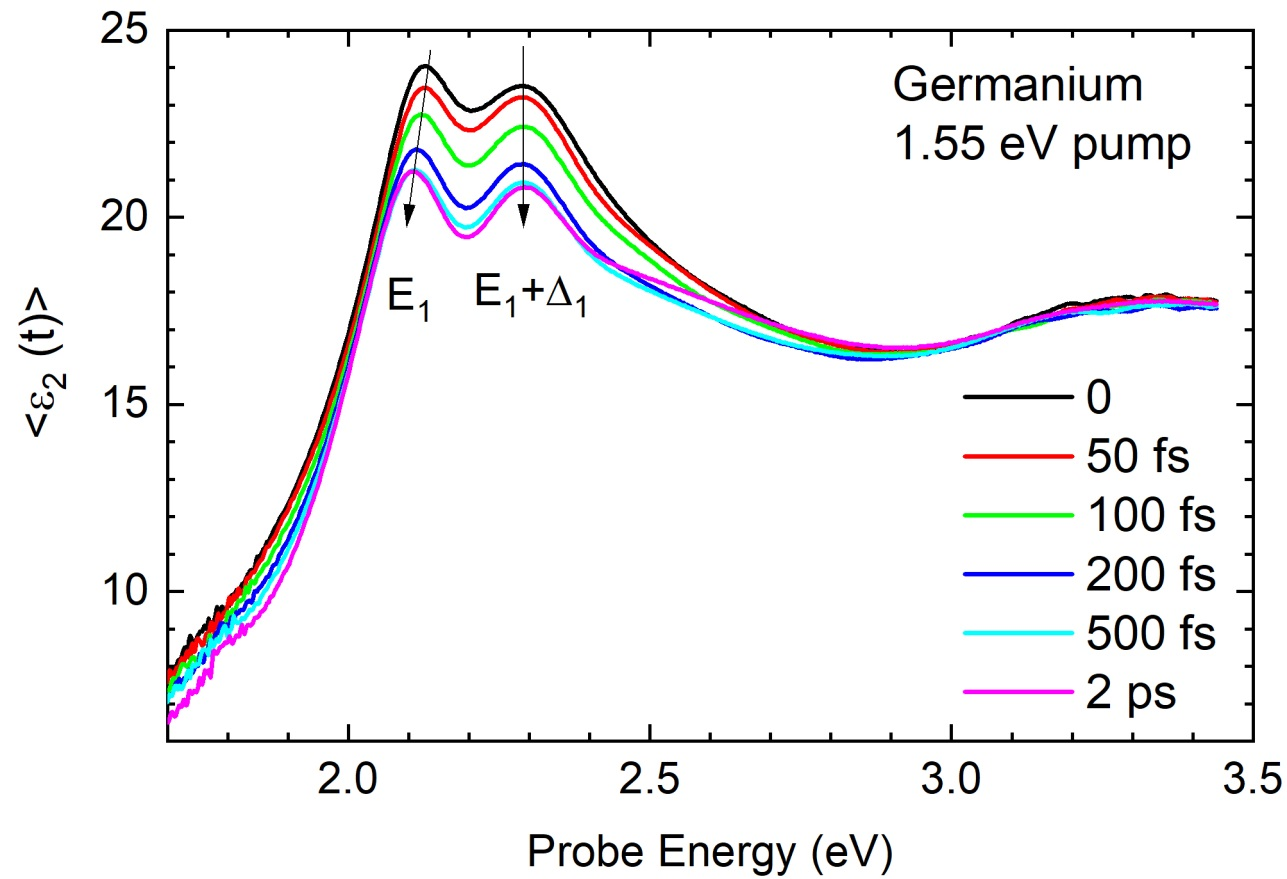 25
20
15
10
2.0
2.5
3.0
3.5
<ε₂ (t)>
Probe Energy (eV)
Germanium
1.55 eV pump
E₁
E₁+Δ₁
0
50 fs
100 fs
200 fs
500 fs
2 ps